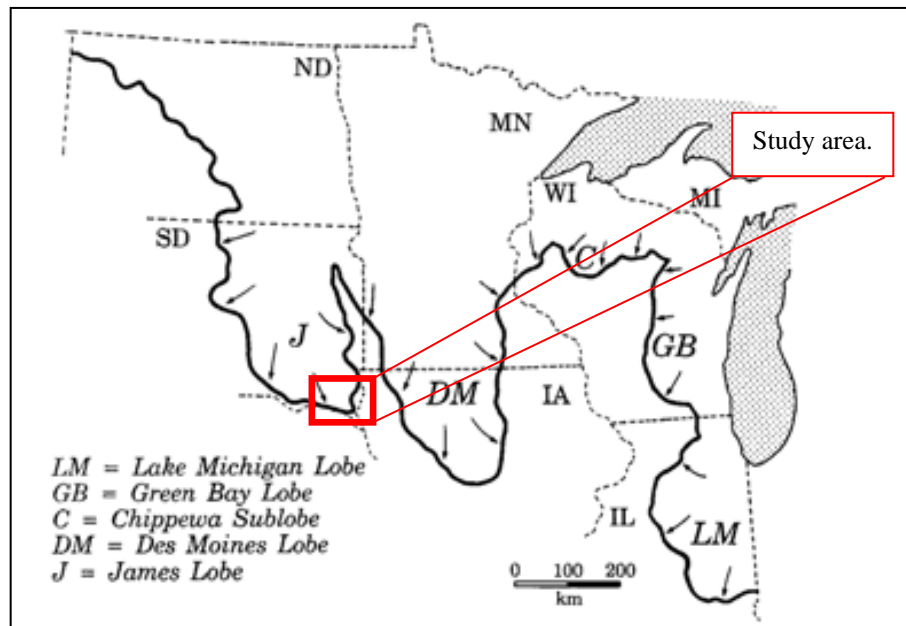 ND
MN
Study area.
WI
MI
SD
C
J
GB
DM
IA
LM = Lake Michigan Lobe
GB = Green Bay Lobe
C = Chippewa Sublobe
DM = Des Moines Lobe
J = James Lobe
IL
LM
0 100 200
km